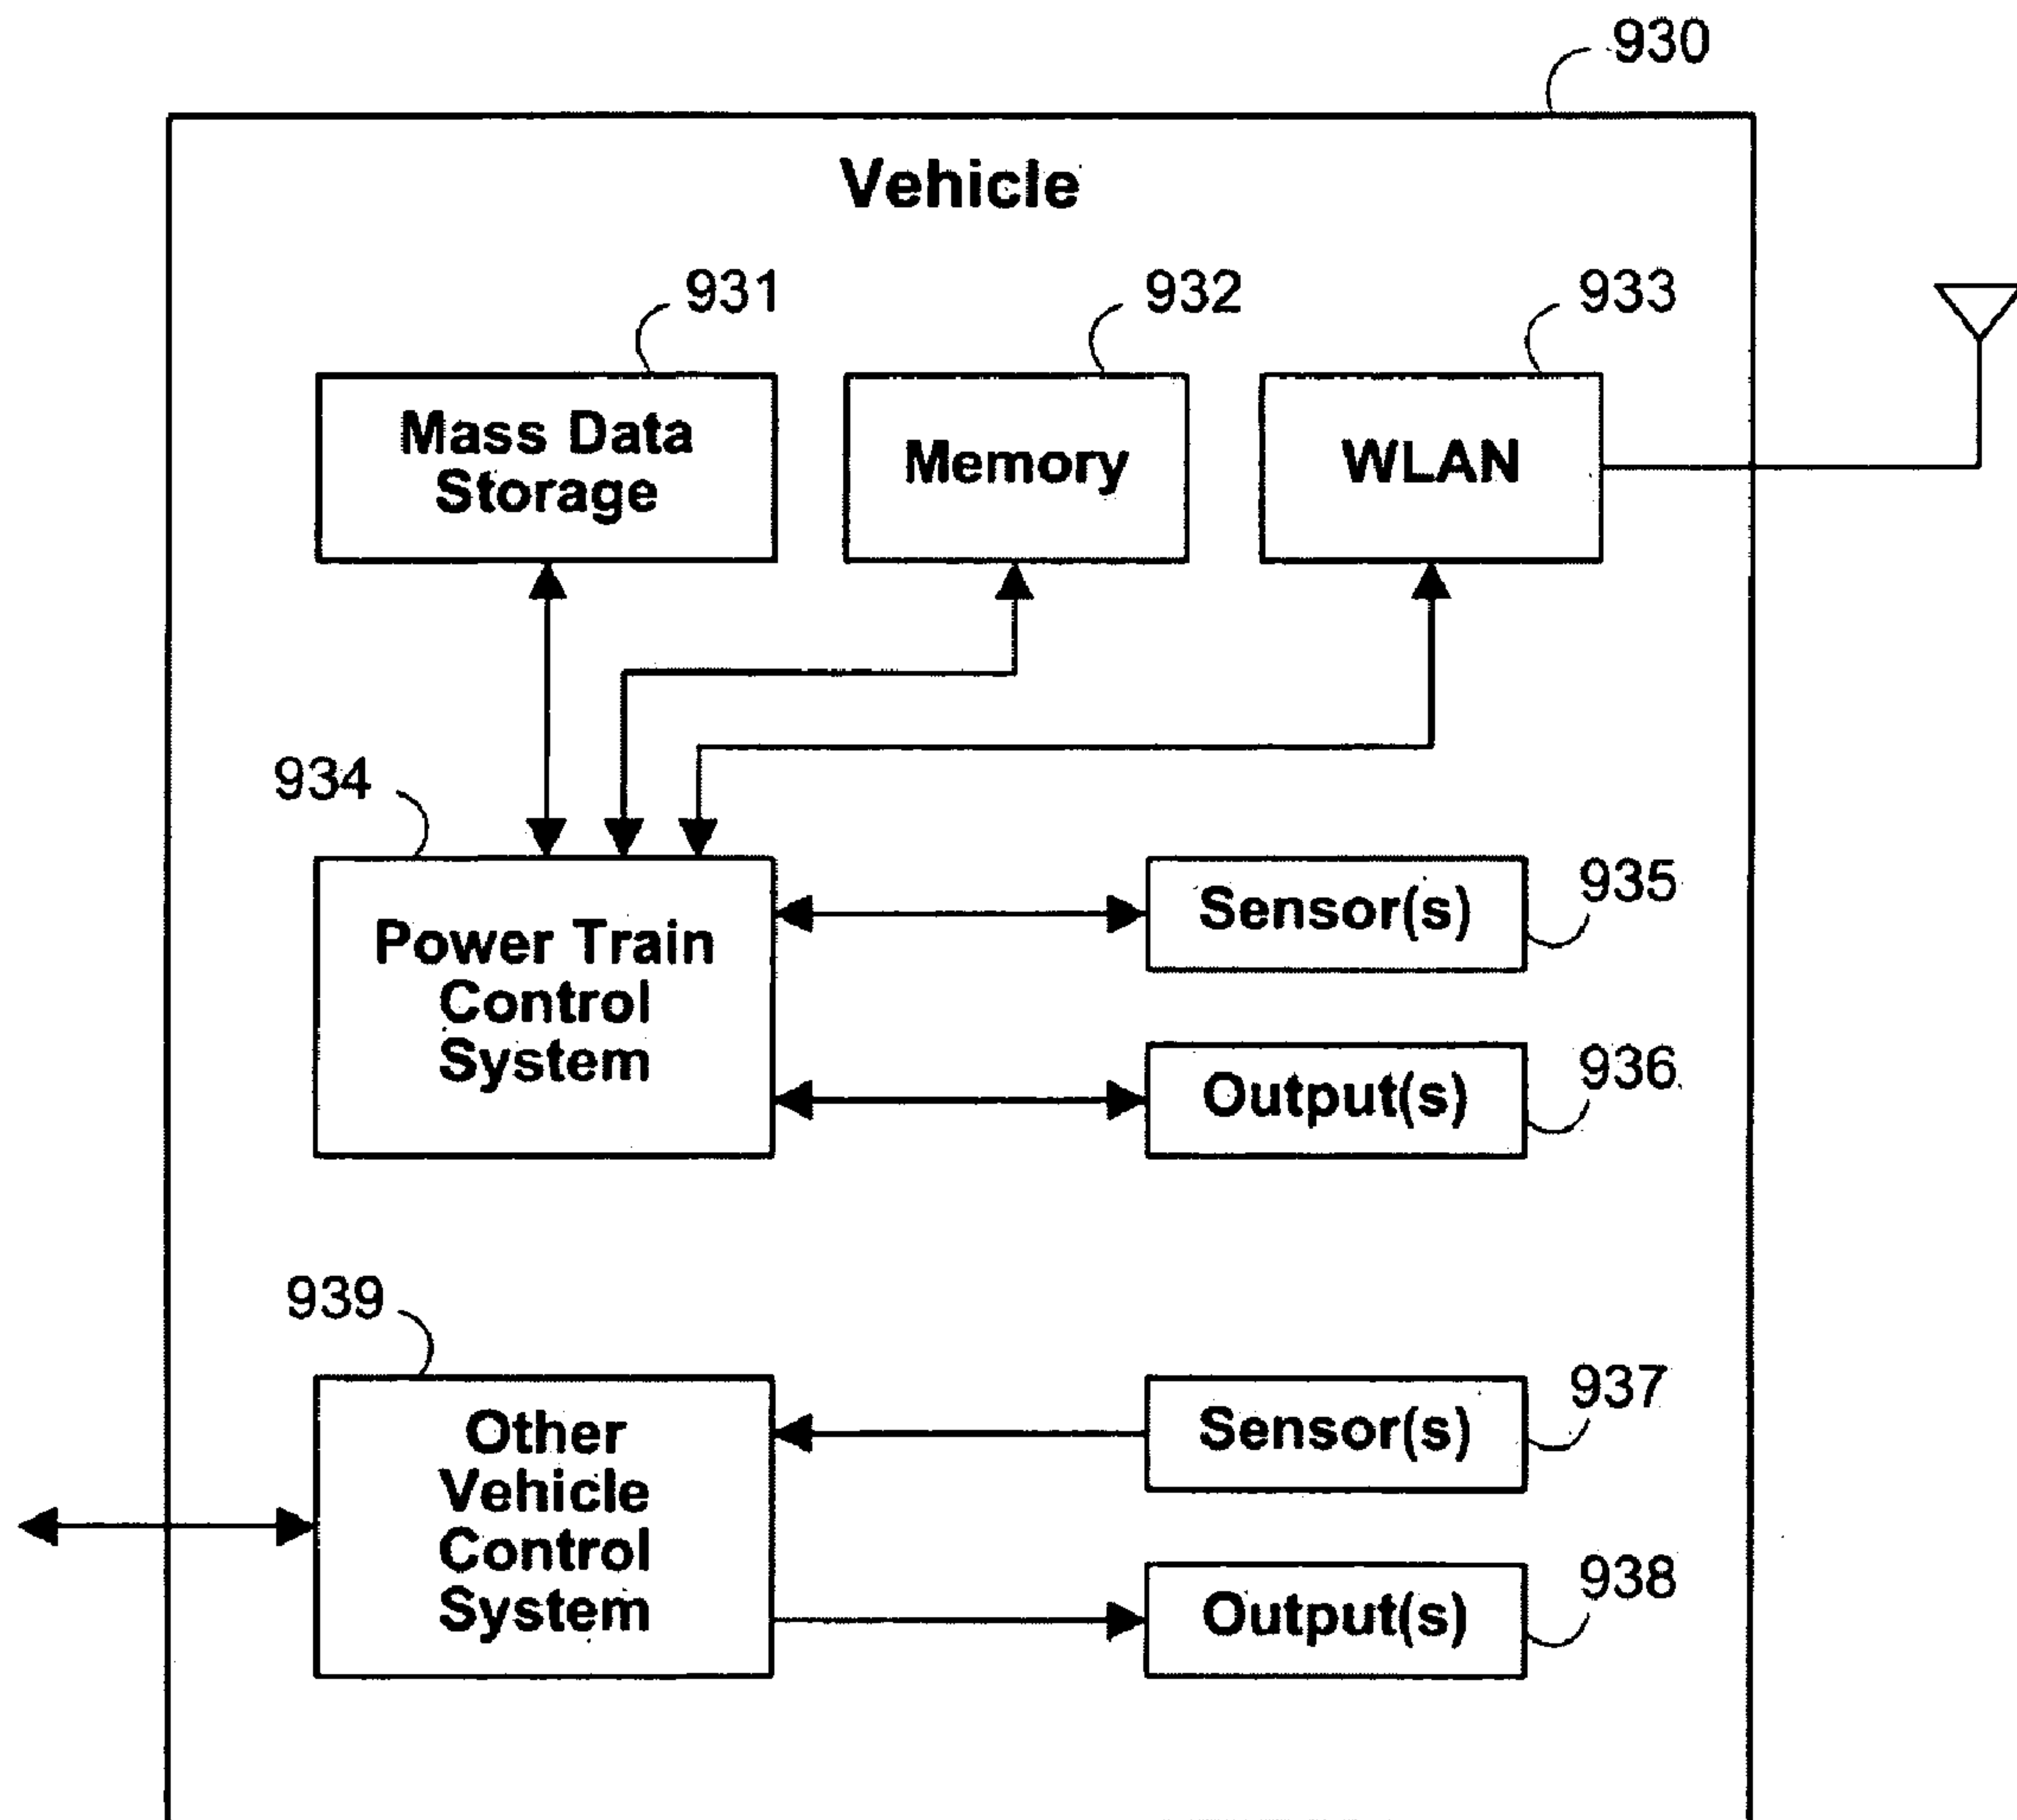 930
Vehicle
931
932
933
Mass Data
Storage
Memory
WLAN
934
Power Train
Control
System
Sensor(s)
935
Output(s)
936
939
Other
Vehicle
Control
System
Sensor(s)
937
Output(s)
938